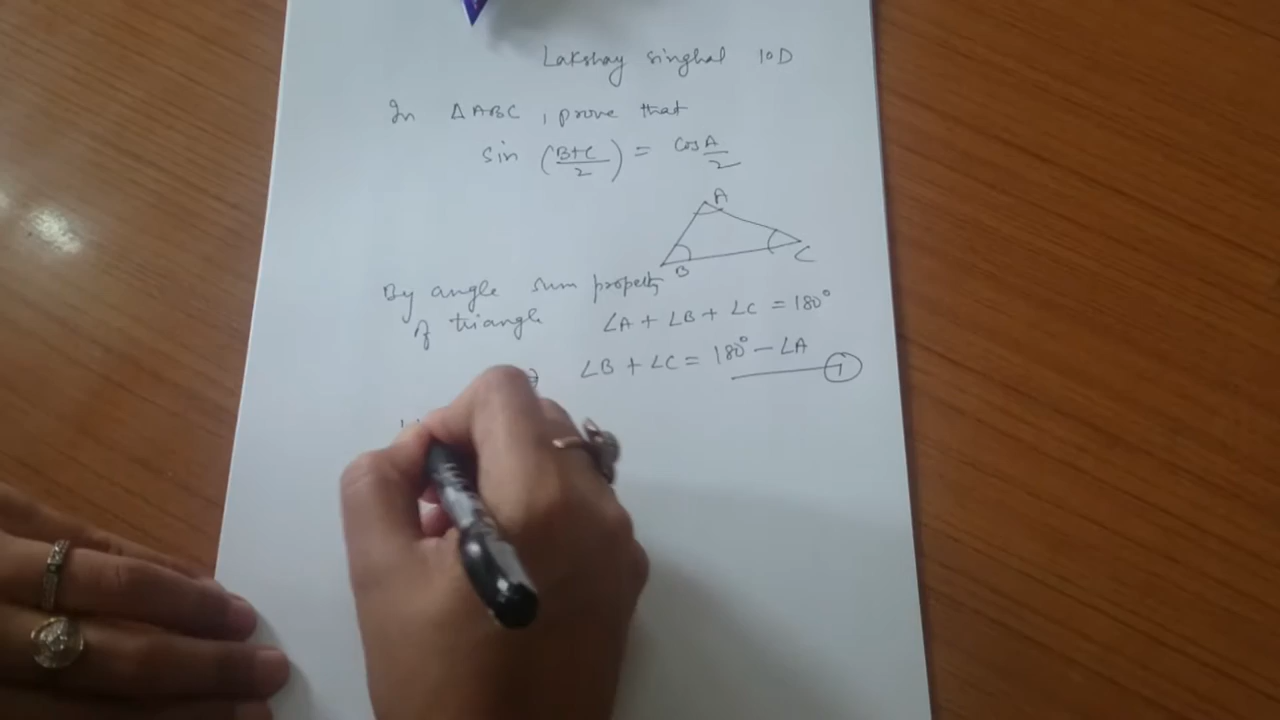 Lakshay singhal 10D
In △ABC, prove that
sin (B+C/2) = cos A/2
A
B
C
By angle sum property
of triangle ∠A + ∠B + ∠C = 180°
∠B + ∠C = 180° - ∠A
1